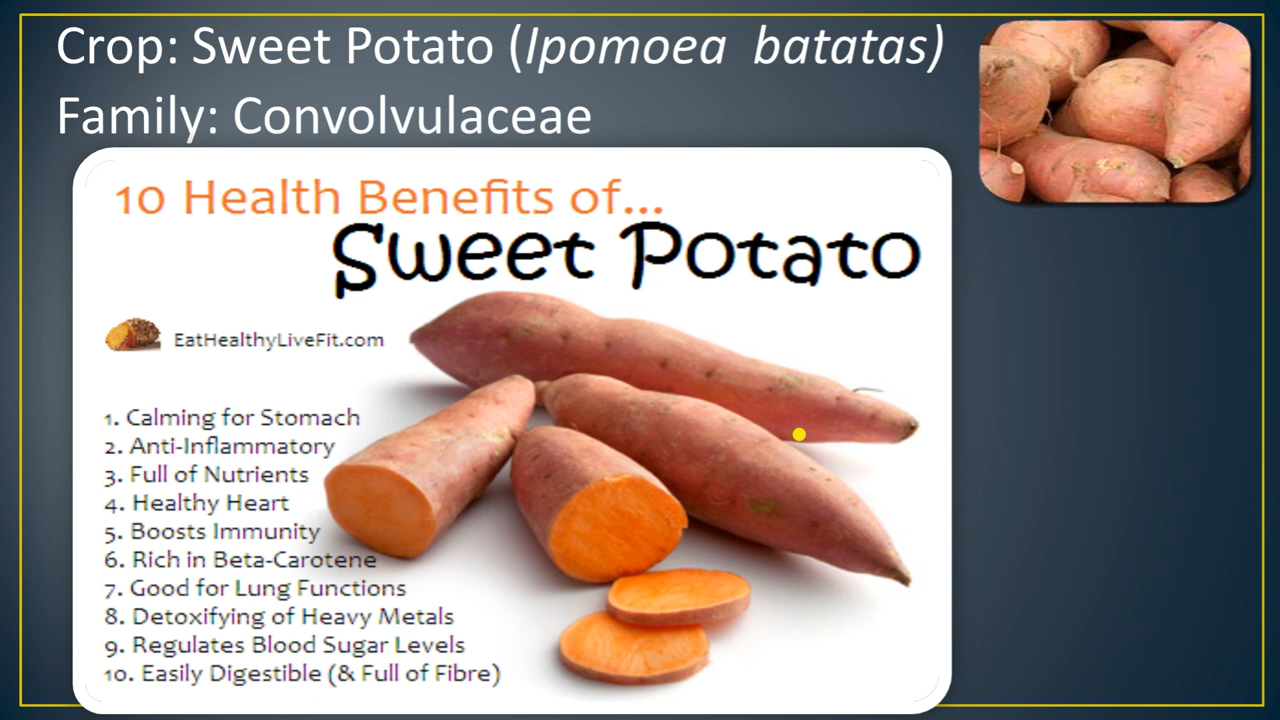 Crop: Sweet Potato (Ipomoea batatas)
Family: Convolvulaceae
10 Health Benefits of...
Sweet Potato
EatHealthyLiveFit.com
1. Calming for Stomach
2. Anti-Inflammatory
3. Full of Nutrients
4. Healthy Heart
5. Boosts Immunity
6. Rich in Beta-Carotene
7. Good for Lung Functions
8. Detoxifying of Heavy Metals
9. Regulates Blood Sugar Levels
10. Easily Digestible (& Full of Fibre)